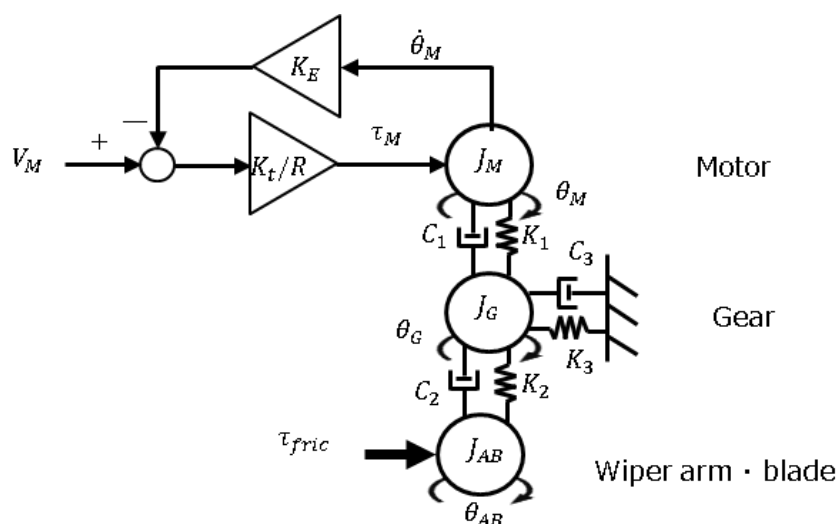 θ̇_M
K_E
−
τ_M
+
V_M
K_t/R
J_M
Motor
θ_M
C_1
K_1
C_3
J_G
Gear
θ_G
K_3
C_2
K_2
τ_fric
J_AB
Wiper arm・blade
θ_AB